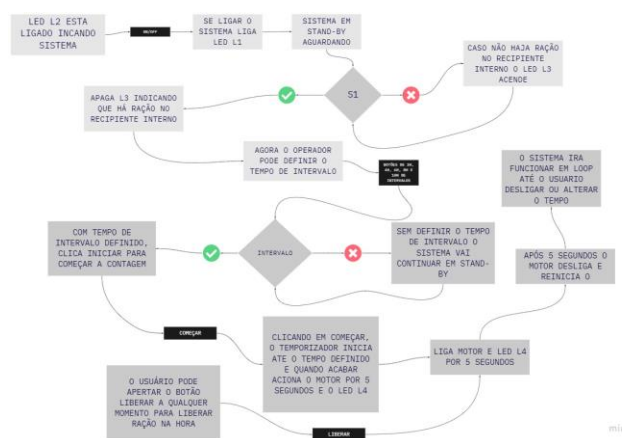 LED L2 ESTA
LIGADO INCANDO
SISTEMA
ON/OFF
SE LIGAR O
SISTEMA LIGA
LED L1
SISTEMA EM
STAND-BY
AGUARDANDO
CASO NÃO HAJA RAÇÃO
NO RECIPIENTE
INTERNO O LED L3
ACENDE
S1
APAGA L3 INDICANDO
QUE HÁ RAÇÃO NO
RECIPIENTE INTERNO
AGORA O OPERADOR
PODE DEFINIR O
TEMPO DE INTERVALO
INTERVALOS
O SISTEMA IRA
FUNCIONAR EM LOOP
ATÉ O USUARIO
DESLIGAR OU ALTERAR
O TEMPO
COM TEMPO DE
INTERVALO DEFINIDO,
CLICA INICIAR PARA
COMEÇAR A CONTAGEM
INTERVALO
SEM DEFINIR O TEMPO
DE INTERVALO O
SISTEMA VAI
CONTINUAR EM STAND-
BY
APÓS 5 SEGUNDOS O
MOTOR DESLIGA E
REINICIA O
COMEÇAR
CLICANDO EM COMEÇAR,
O TEMPORIZADOR INICIA
ATE O TEMPO DEFINIDO
E QUANDO ACABAR
ACIONA O MOTOR POR 5
SEGUNDOS E O LED L4
LIGA MOTOR E LED L4
POR 5 SEGUNDOS
O USUÁRIO PODE
APERTAR O BOTÃO
LIBERAR A QUALQUER
MOMENTO PARA LIBERAR
RAÇÃO NA HORA
LIBERAR